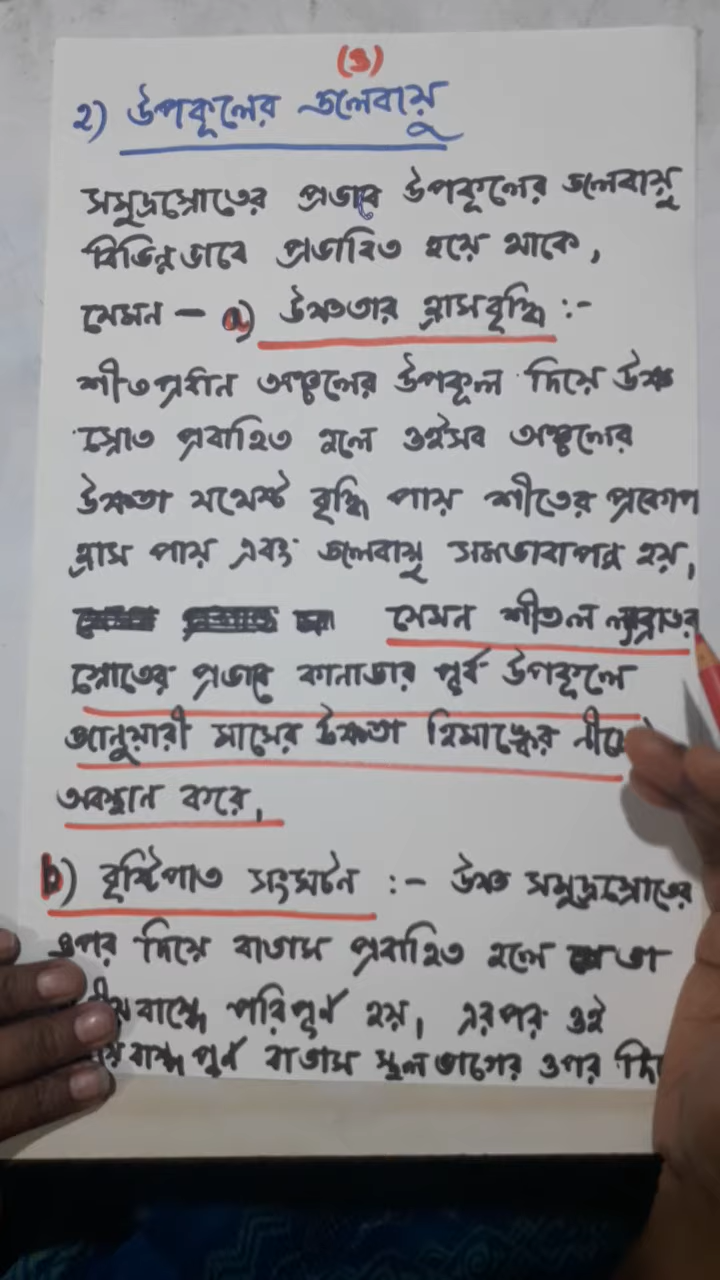 (3)
২) উপকূলের জলবায়ু
সমুদ্রস্রোতের প্রভাবে উপকূলের জলবায়ু
বিভিন্নভাবে প্রভাবিত হয়ে থাকে,
যেমন - a) উষ্ণতার হ্রাসবৃদ্ধি :-
শীতপ্রধান অঞ্চলের উপকূল দিয়ে উষ্ণ
স্রোত প্রবাহিত হলে ওইসব অঞ্চলের
উষ্ণতা যথেষ্ট বৃদ্ধি পায় শীতের প্রকোপ
হ্রাস পায় এবং জলবায়ু সমভাবাপন্ন হয়,
যেমন শীতল ল্যাব্রাডর
স্রোতের প্রভাবে কানাডার পূর্ব উপকূলে
জানুয়ারী মাসের উষ্ণতা হিমাঙ্কের
অবস্থান করে,
b) বৃষ্টিপাত সংঘটন :- উষ্ণ সমুদ্রস্রোতের
ওপর দিয়ে বাতাস প্রবাহিত হলে তা
বাষ্পে পরিপূর্ণ হয়, এরপর ওই
বাষ্প পূর্ণ বাতাস স্থলভাগের ওপর